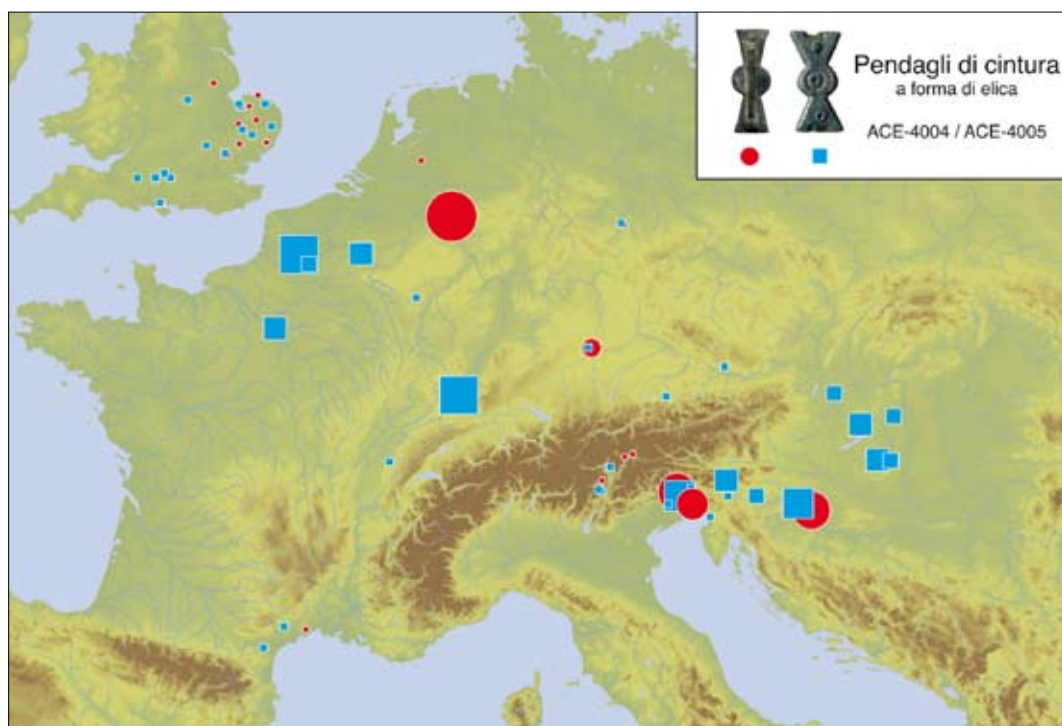 Pendagli di cintura
a forma di elica
ACE-4004 / ACE-4005